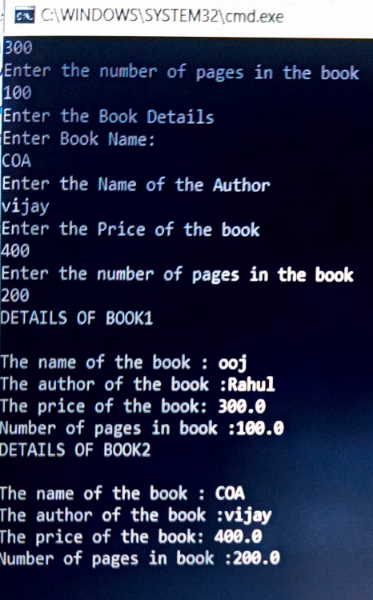 C:\WINDOWS\SYSTEM32\cmd.exe
300
Enter the number of pages in the book
100
Enter the Book Details
Enter Book Name:
COA
Enter the Name of the Author
vijay
Enter the Price of the book
400
Enter the number of pages in the book
200
DETAILS OF BOOK1
The name of the book : ooj
The author of the book :Rahul
The price of the book: 300.0
Number of pages in book :100.0
DETAILS OF BOOK2
The name of the book : COA
The author of the book :vijay
The price of the book: 400.0
Number of pages in book :200.0